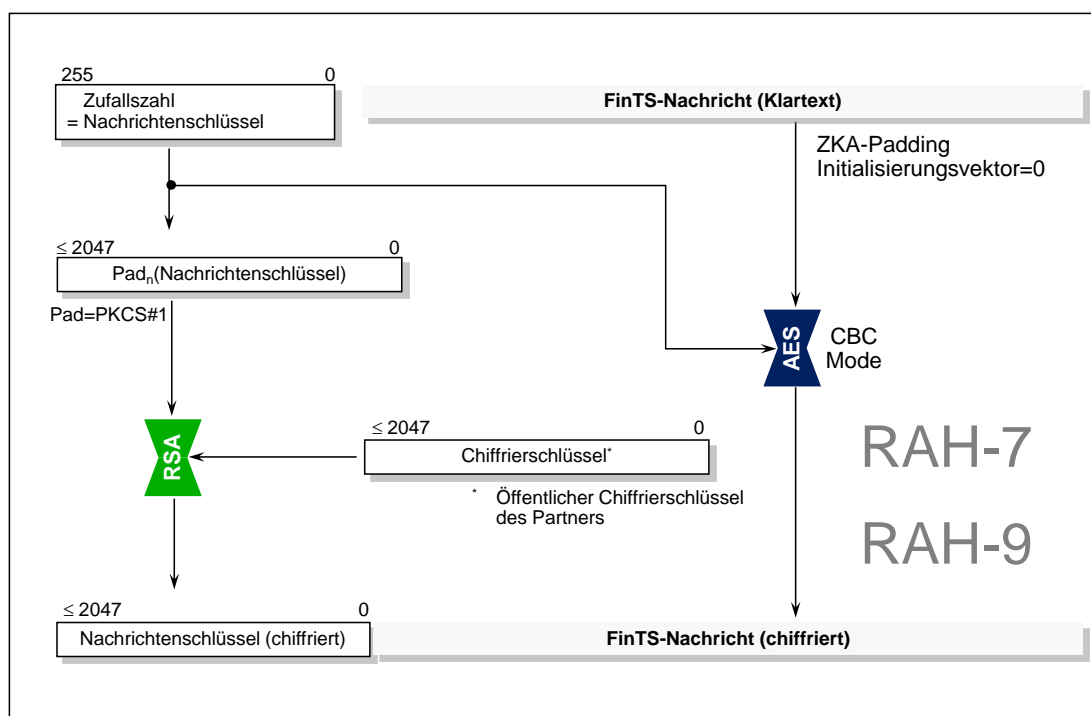 255 0
Zufallszahl
= Nachrichtenschlüssel
FinTS-Nachricht (Klartext)
ZKA-Padding
Initialisierungsvektor=0
≤ 2047 0
Padn(Nachrichtenschlüssel)
Pad=PKCS#1
AES
CBC
Mode
RSA
≤ 2047 0
Chiffrierschlüssel*
* Öffentlicher Chiffrierschlüssel
des Partners
RAH-7
RAH-9
≤ 2047 0
Nachrichtenschlüssel (chiffriert)
FinTS-Nachricht (chiffriert)